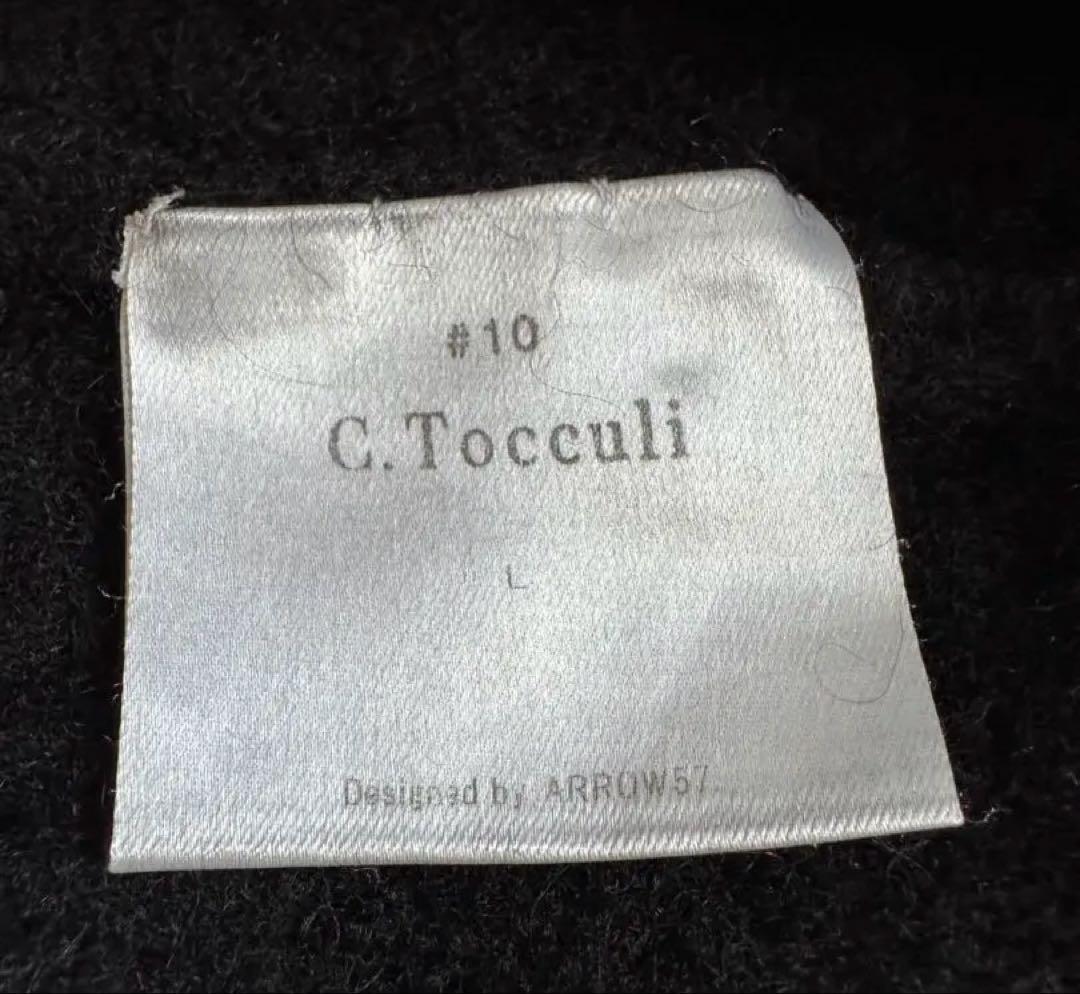 #10
C.Tocculi
L
Designed by ARROW57